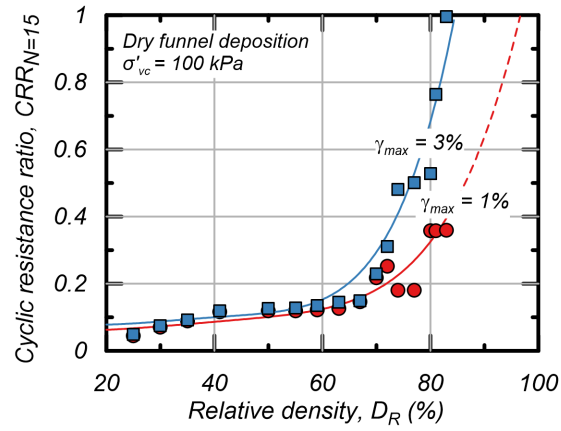 Dry funnel deposition
σ'vc = 100 kPa
γmax = 3%
γmax = 1%
Cyclic resistance ratio, CRRN=15
1
0.8
0.6
0.4
0.2
0
20 40 60 80 100
Relative density, DR (%)